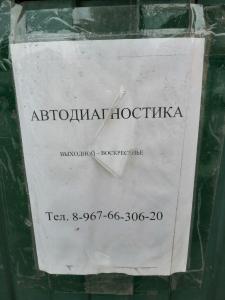 АВТОДИАГНОСТИКА
ВЫХОДНОЙ – ВОСКРЕСЕНЬЕ
Тел. 8-967-66-306-20